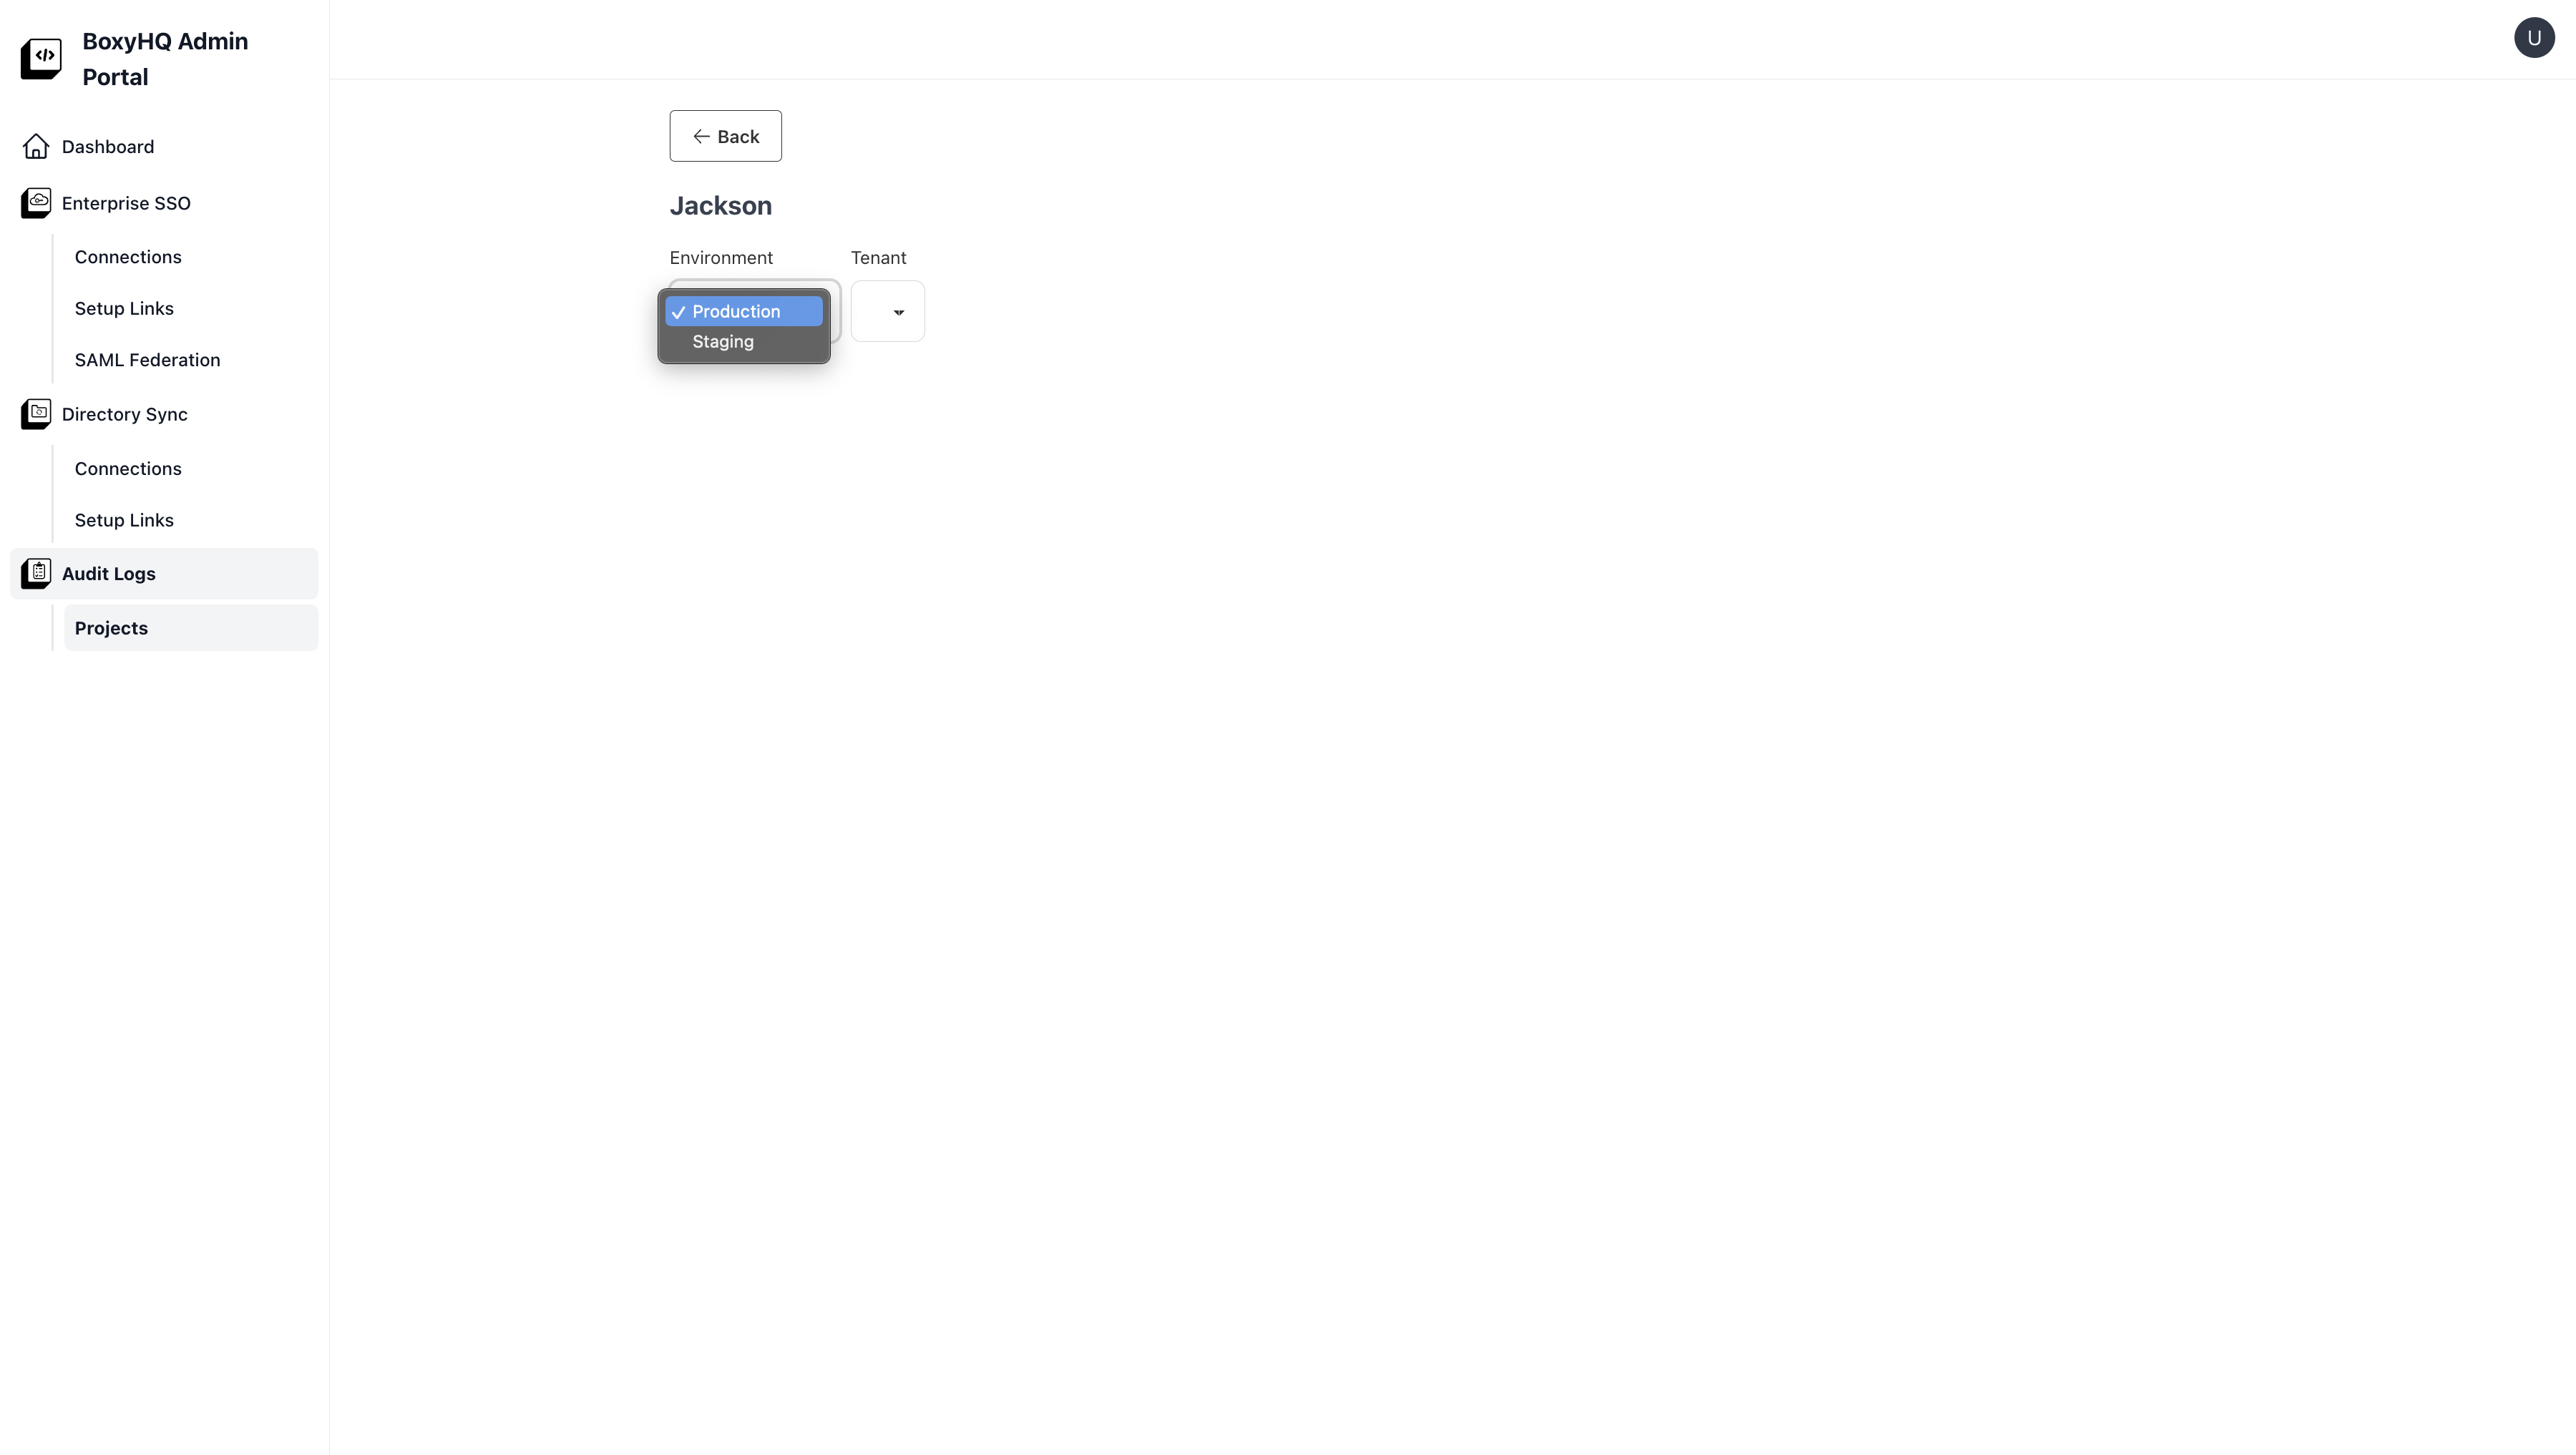 BoxyHQ Admin
Portal
Dashboard
Enterprise SSO
Connections
Setup Links
SAML Federation
Directory Sync
Connections
Setup Links
Audit Logs
Projects
U
← Back
Jackson
Environment Tenant
✓ Production
Staging